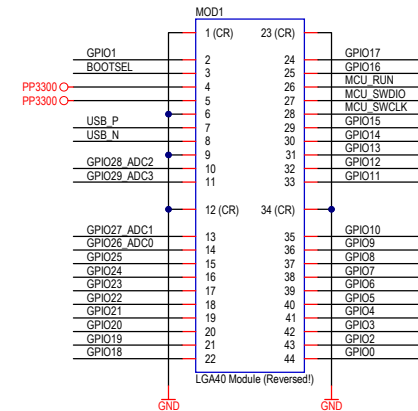 MOD1
1 (CR) 23 (CR)
GPIO1 2 24 GPIO17
BOOTSEL 3 25 GPIO16
PP3300 4 26 MCU_RUN
PP3300 5 27 MCU_SWDIO
6 28 MCU_SWCLK
USB_P 7 29 GPIO15
USB_N 8 30 GPIO14
9 31 GPIO13
GPIO28_ADC2 10 32 GPIO12
GPIO29_ADC3 11 33 GPIO11
12 (CR) 34 (CR)
GPIO27_ADC1 13 35 GPIO10
GPIO26_ADC0 14 36 GPIO9
GPIO25 15 37 GPIO8
GPIO24 16 38 GPIO7
GPIO23 17 39 GPIO6
GPIO22 18 40 GPIO5
GPIO21 19 41 GPIO4
GPIO20 20 42 GPIO3
GPIO19 21 43 GPIO2
GPIO18 22 44 GPIO0
LGA40 Module (Reversed!)
GND GND